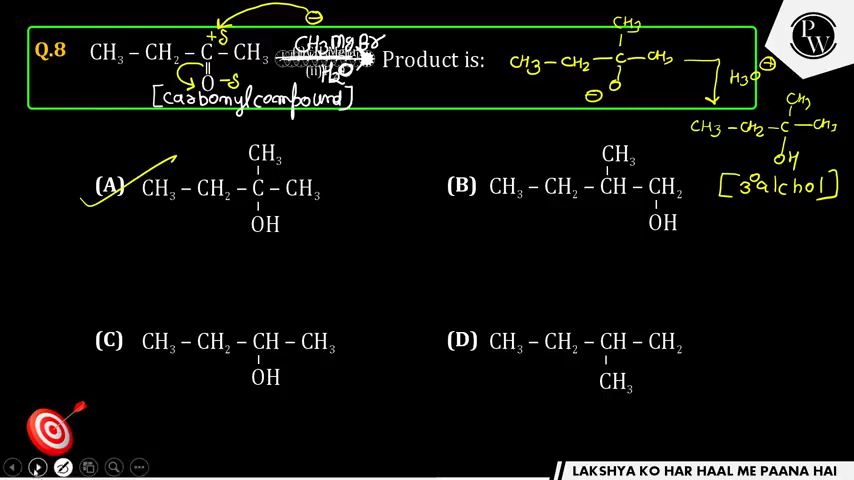 Q.8 CH₃ – CH₂ – C – CH₃ CH₃MgBr Product is:
+δ ⊖
O -δ
(ii) H₂O
[Carbonyl compound]
CH₃
CH₃ – CH₂ – C – CH₃
O
⊖
H₃O⊕
CH₃
CH₃ – CH₂ – C – CH₃
OH
[3° alchol]
PW
CH₃
(A) CH₃ – CH₂ – C – CH₃
OH
CH₃
(B) CH₃ – CH₂ – CH – CH₂
OH
(C) CH₃ – CH₂ – CH – CH₃
OH
(D) CH₃ – CH₂ – CH – CH₂
CH₃
LAKSHYA KO HAR HAAL ME PAANA HAI